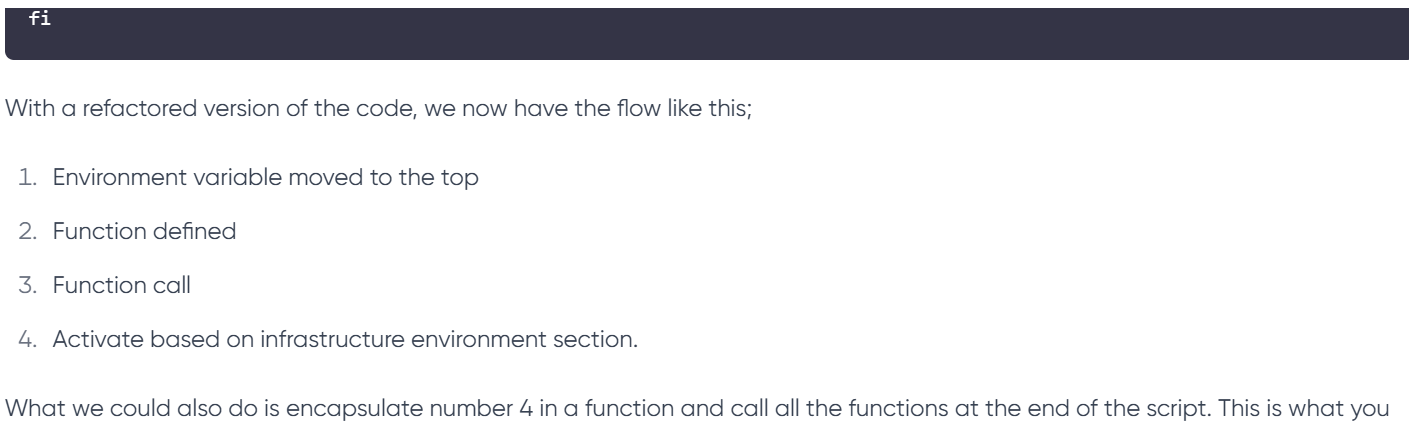 fi
With a refactored version of the code, we now have the flow like this;
1. Environment variable moved to the top
2. Function defined
3. Function call
4. Activate based on infrastructure environment section.
What we could also do is encapsulate number 4 in a function and call all the functions at the end of the script. This is what you